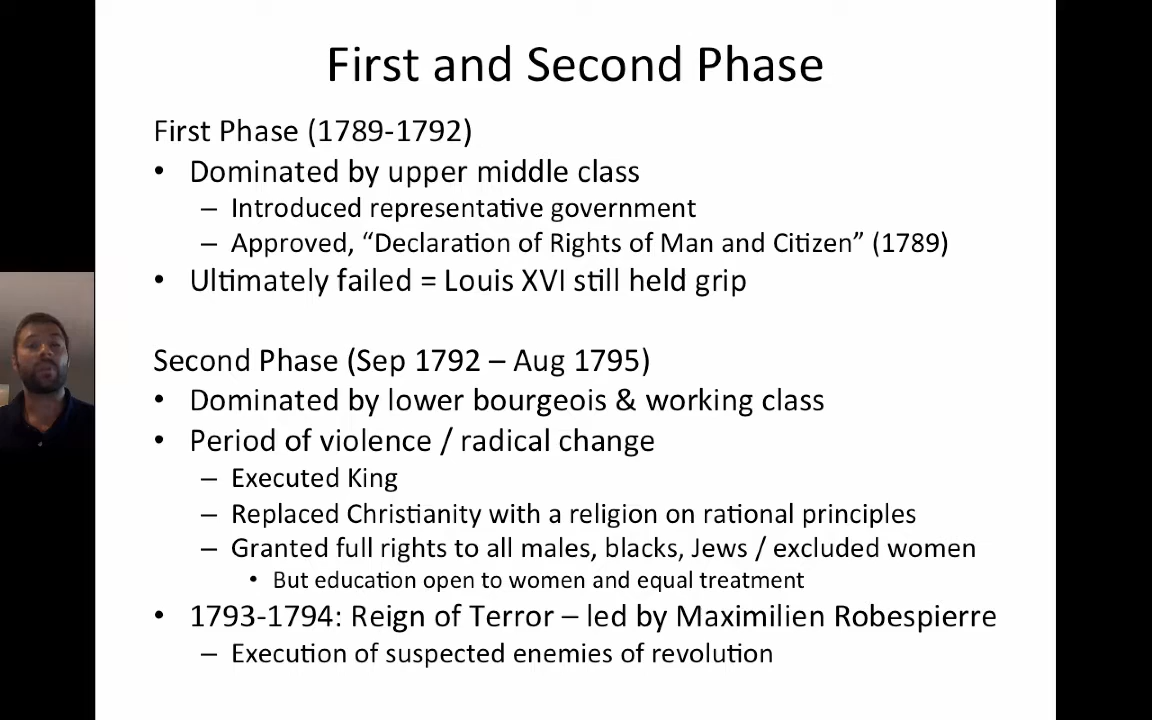 First and Second Phase
First Phase (1789-1792)
• Dominated by upper middle class
– Introduced representative government
– Approved, “Declaration of Rights of Man and Citizen” (1789)
• Ultimately failed = Louis XVI still held grip
Second Phase (Sep 1792 – Aug 1795)
• Dominated by lower bourgeois & working class
• Period of violence / radical change
– Executed King
– Replaced Christianity with a religion on rational principles
– Granted full rights to all males, blacks, Jews / excluded women
• But education open to women and equal treatment
• 1793-1794: Reign of Terror – led by Maximilien Robespierre
– Execution of suspected enemies of revolution